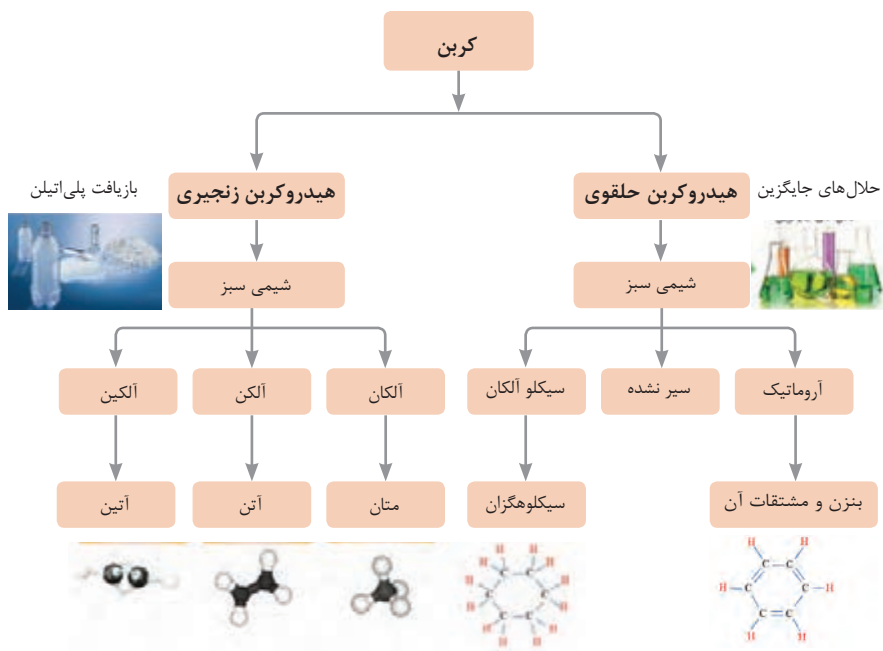 کربن
هیدروکربن حلقوی
هیدروکربن زنجیری
حلال‌های جایگزین
بازیافت پلی‌اتیلن
شیمی سبز
شیمی سبز
آروماتیک
سیر نشده
سیکلو آلکان
آلکان
آلکن
آلکین
بنزن و مشتقات آن
سیکلوهگزان
متان
آتن
آتین
H H
C
C C
H C C H
C C
H H
H H H H
H C C H
H C C H
H C C H
H H H H